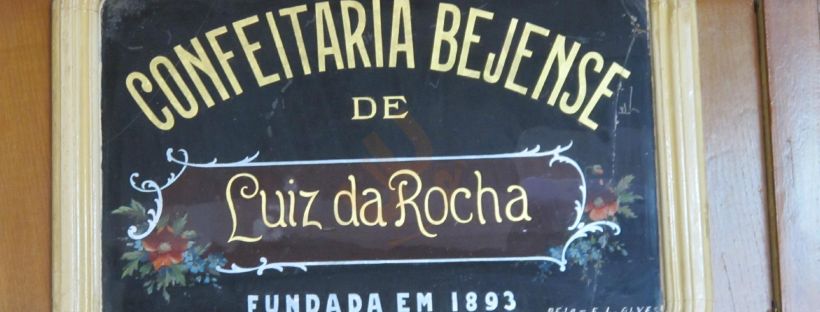 CONFEITARIA BEJENSE
DE
Luiz da Rocha
FUNDADA EM 1893